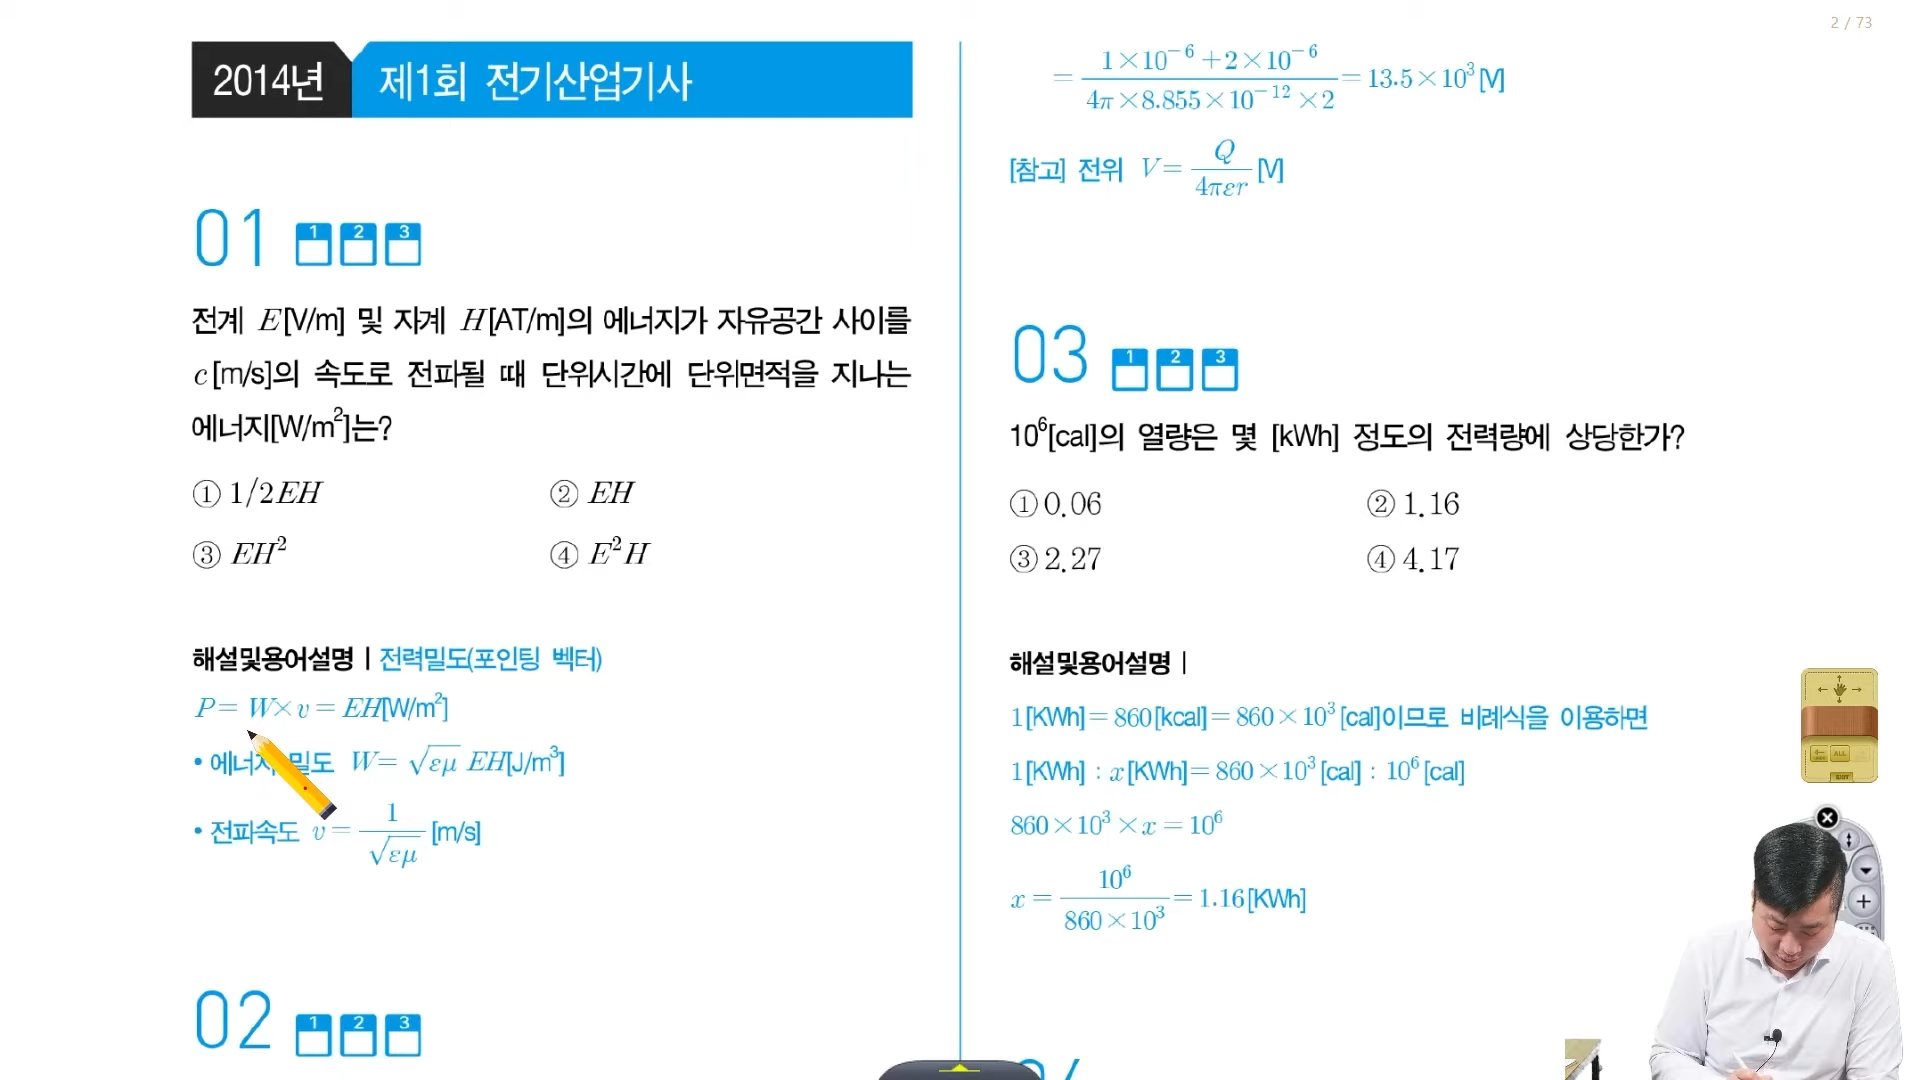 2 / 73
2014년 제1회 전기산업기사
01 1 2 3
전계 E[V/m] 및 자계 H[AT/m]의 에너지가 자유공간 사이를
c[m/s]의 속도로 전파될 때 단위시간에 단위면적을 지나는
에너지[W/m²]는?
① 1/2EH ② EH
③ EH² ④ E²H
해설및용어설명 | 전력밀도(포인팅 벡터)
P = W×v = EH[W/m²]
• 에너지 밀도 W = √εμ EH[J/m³]
• 전파속도 v = 1/√εμ [m/s]
02 1 2 3
= (1×10⁻⁶+2×10⁻⁶)/(4π×8.855×10⁻¹²×2) = 13.5×10³[V]
[참고] 전위 V = Q/4πεr [V]
03 1 2 3
10⁶[cal]의 열량은 몇 [kWh] 정도의 전력량에 상당한가?
① 0.06 ② 1.16
③ 2.27 ④ 4.17
해설및용어설명 |
1[KWh] = 860[kcal] = 860×10³[cal]이므로 비례식을 이용하면
1[KWh] : x[KWh] = 860×10³[cal] : 10⁶[cal]
860×10³×x = 10⁶
x = 10⁶/(860×10³) = 1.16[KWh]
ALL
EXIT